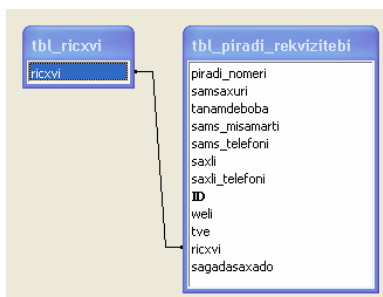 tbl_ricxvi
ricxvi
tbl_piradi_rekvizitebi
piradi_nomeri
samsaxuri
tanamdeboba
sams_misamarti
sams_telefoni
saxli
saxli_telefoni
ID
weli
tve
ricxvi
sagadasaxado